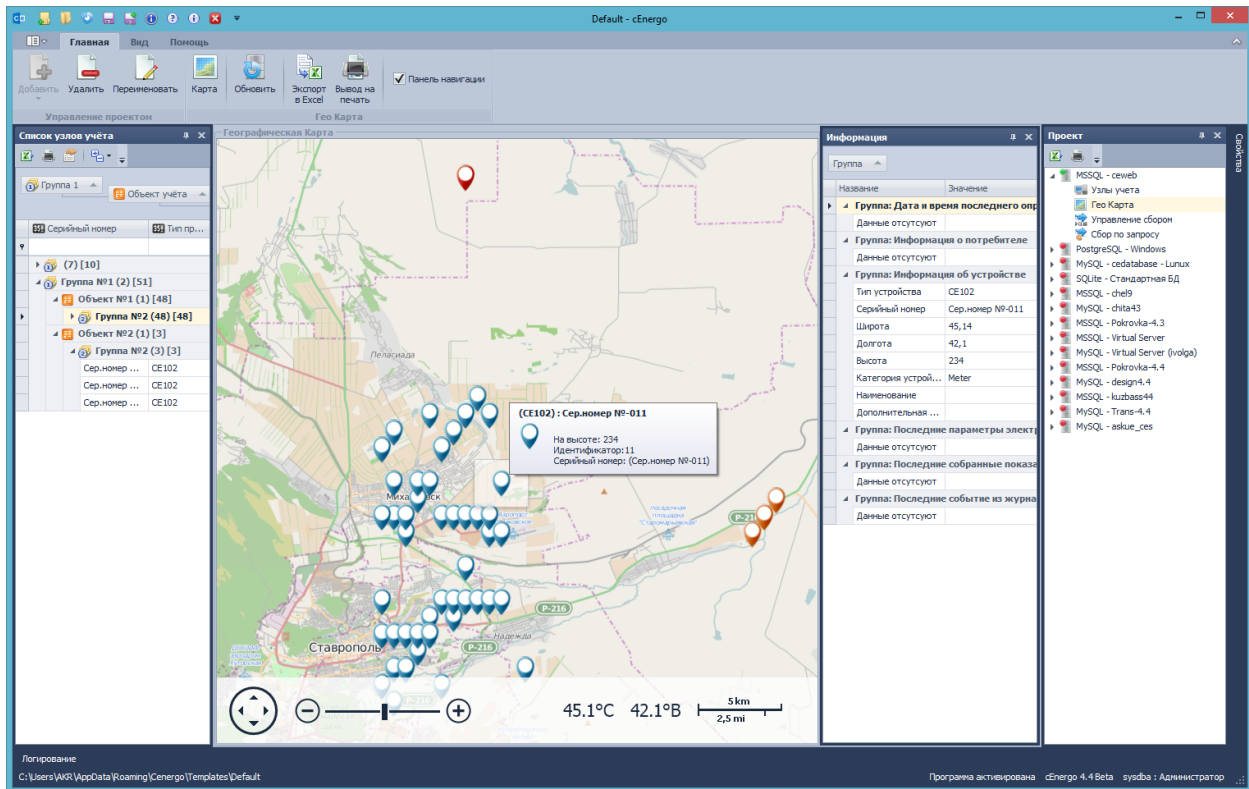 Default - cEnergo
Главная Вид Помощь
Добавить Удалить Переименовать Карта Обновить Экспорт в Excel Вывод на печать Панель навигации
Управление проектом Гео Карта
Список узлов учёта
Группа 1
Объект учёта
Серийный номер Тип пр...
(7) [10]
Группа №1 (2) [51]
Объект №1 (1) [48]
Группа №2 (48) [48]
Объект №2 (1) [3]
Группа №2 (3) [3]
Сер.номер ... CE102
Сер.номер ... CE102
Сер.номер ... CE102
Географическая Карта
Пелагиада
(CE102) : Сер.номер №-011
На высоте: 234
Идентификатор:11
Серийный номер: (Сер.номер №-011)
посадочная
площадка
"Старомарьевская"
Р-216
Надежда
Р-216
Ставрополь
45.1°С 42.1°В
5 km
2,5 mi
Информация
Группа
Название Значение
Группа: Дата и время последнего опр
Данные отсутсуют
Группа: Информация о потребителе
Данные отсутсуют
Группа: Информация об устройстве
Тип устройства CE102
Серийный номер Сер.номер №-011
Широта 45,14
Долгота 42,1
Высота 234
Категория устрой... Meter
Наименование
Дополнительная ...
Группа: Последние параметры электр
Данные отсутсуют
Группа: Последние собранные показа
Данные отсутсуют
Группа: Последние событие из журна
Данные отсутсуют
Проект
MSSQL - ceweb
Узлы учета
Гео Карта
Управление сбором
Сбор по запросу
PostgreSQL - Windows
MySQL - cedatabase - Lunux
SQLite - Стандартная БД
MSSQL - chel9
MySQL - chita43
MSSQL - Pokrovka-4.3
MSSQL - Virtual Server
MySQL - Virtual Server (ivolga)
MSSQL - Pokrovka-4.4
MySQL - design4.4
MSSQL - kuzbass44
MySQL - Trans-4.4
MySQL - askue_ces
Свойства
Логирование
C:\Users\AKR\AppData\Roaming\Cenergo\Templates\Default
Программа активирована cEnergo 4.4 Beta sysdba : Администратор